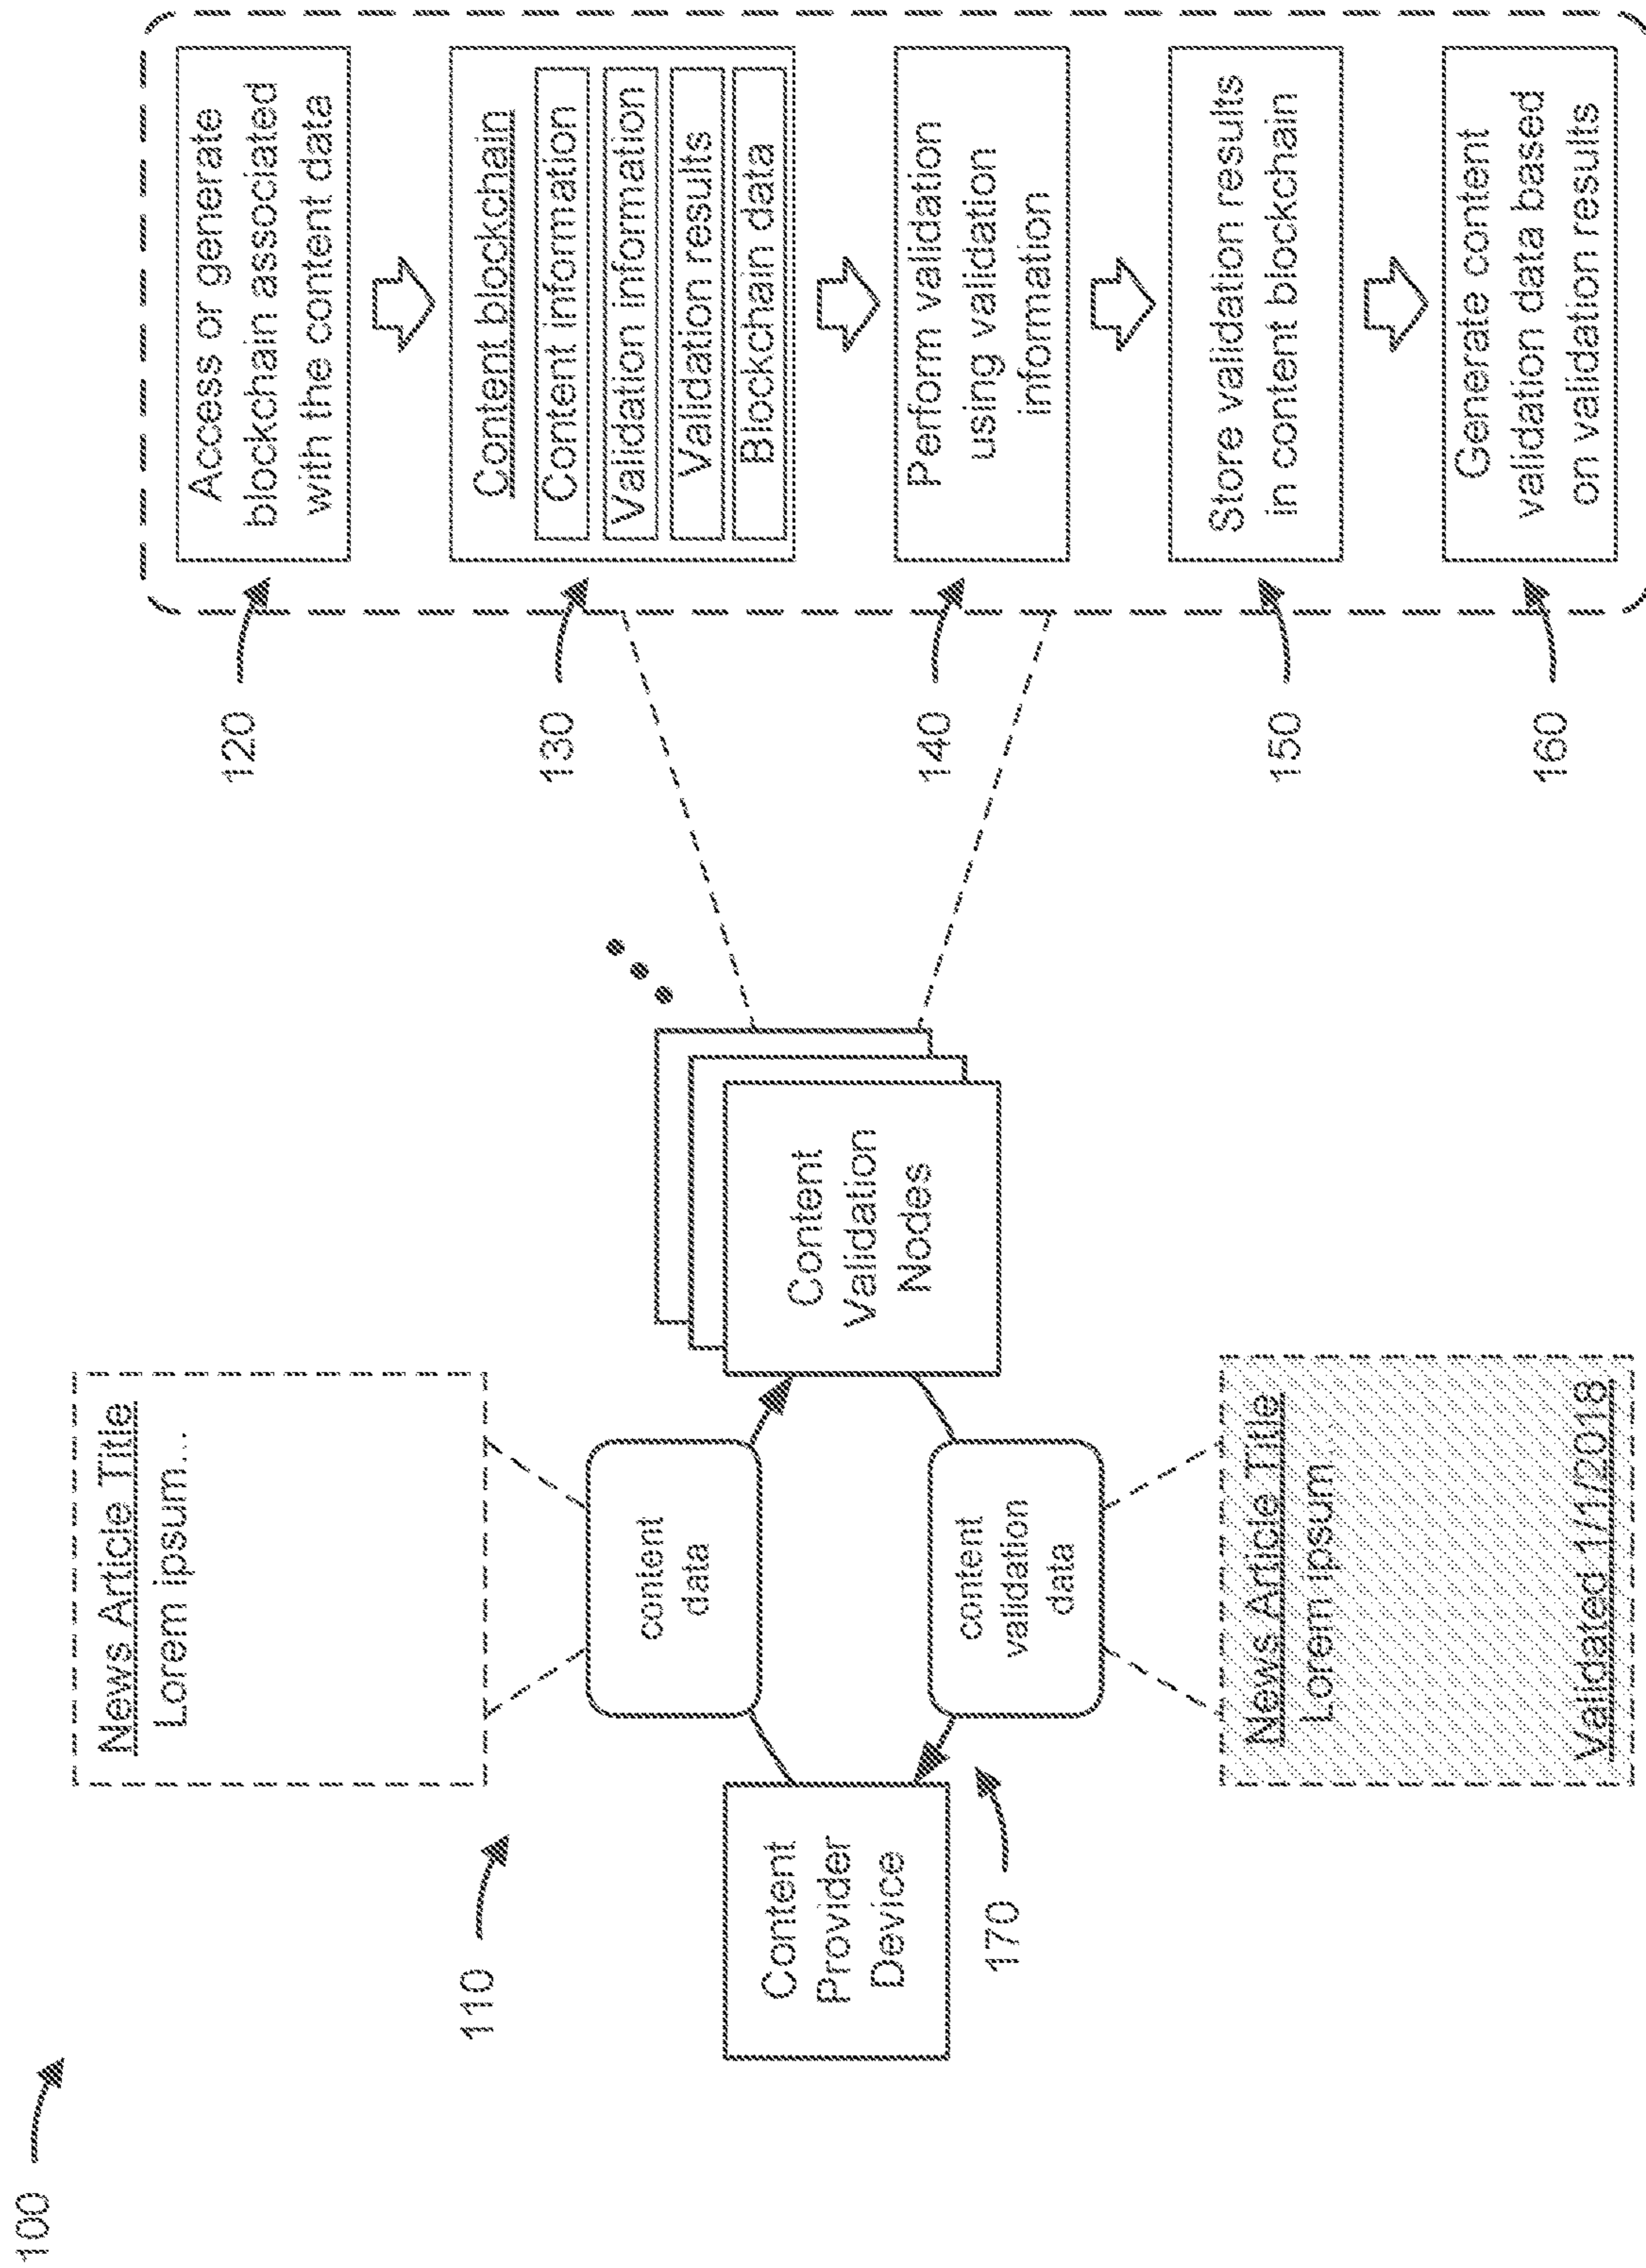 100
110
News Article Title
Lorem ipsum...
content
data
Content
Provider
Device
Content
Validation
Nodes
content
validation
data
170
News Article Title
Lorem ipsum...
Validated 1/1/2018
120
Access or generate
blockchain associated
with the content data
130
Content blockchain
Content information
Validation information
Validation results
Blockchain data
140
Perform validation
using validation
information
150
Store validation results
in content blockchain
160
Generate content
validation data based
on validation results